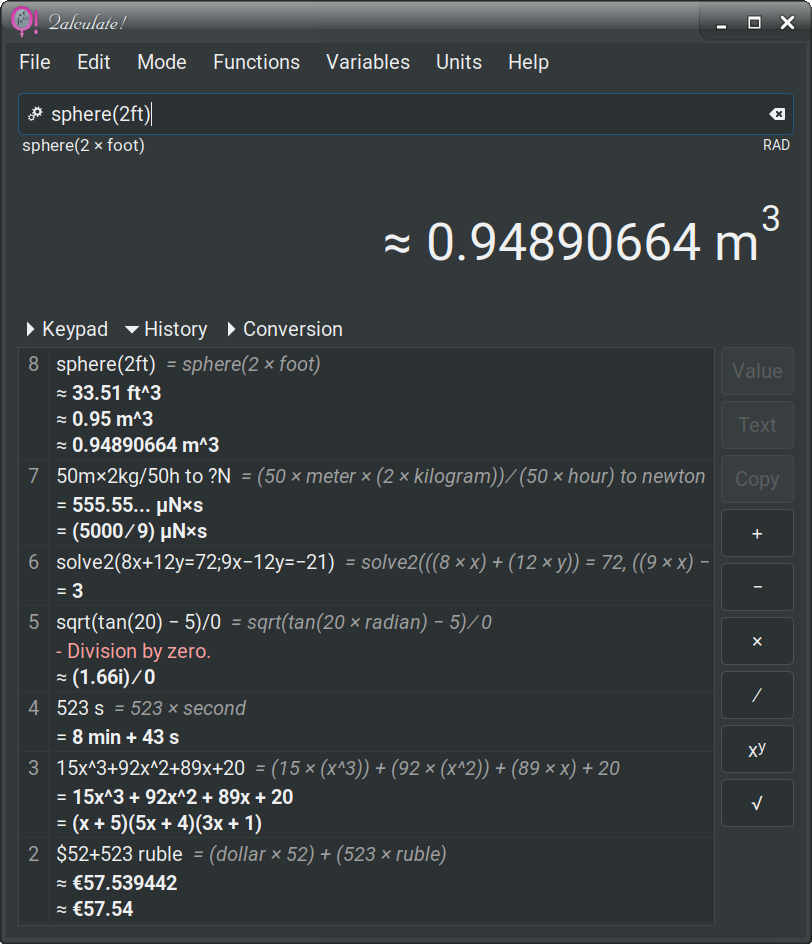 Qalculate!
File Edit Mode Functions Variables Units Help
sphere(2ft)
sphere(2 × foot) RAD
≈ 0.94890664 m³
Keypad History Conversion
8 sphere(2ft) = sphere(2 × foot)
≈ 33.51 ft^3
≈ 0.95 m^3
≈ 0.94890664 m^3
7 50m×2kg/50h to ?N = (50 × meter × (2 × kilogram)) ∕ (50 × hour) to newton
= 555.55... µN×s
= (5000 ∕ 9) µN×s
6 solve2(8x+12y=72;9x−12y=−21) = solve2(((8 × x) + (12 × y)) = 72, ((9 × x) −
= 3
5 sqrt(tan(20) − 5)/0 = sqrt(tan(20 × radian) − 5) ∕ 0
- Division by zero.
≈ (1.66i) ∕ 0
4 523 s = 523 × second
= 8 min + 43 s
3 15x^3+92x^2+89x+20 = (15 × (x^3)) + (92 × (x^2)) + (89 × x) + 20
= 15x^3 + 92x^2 + 89x + 20
= (x + 5)(5x + 4)(3x + 1)
2 $52+523 ruble = (dollar × 52) + (523 × ruble)
≈ €57.539442
≈ €57.54
Value
Text
Copy
+
−
×
∕
xʸ
√